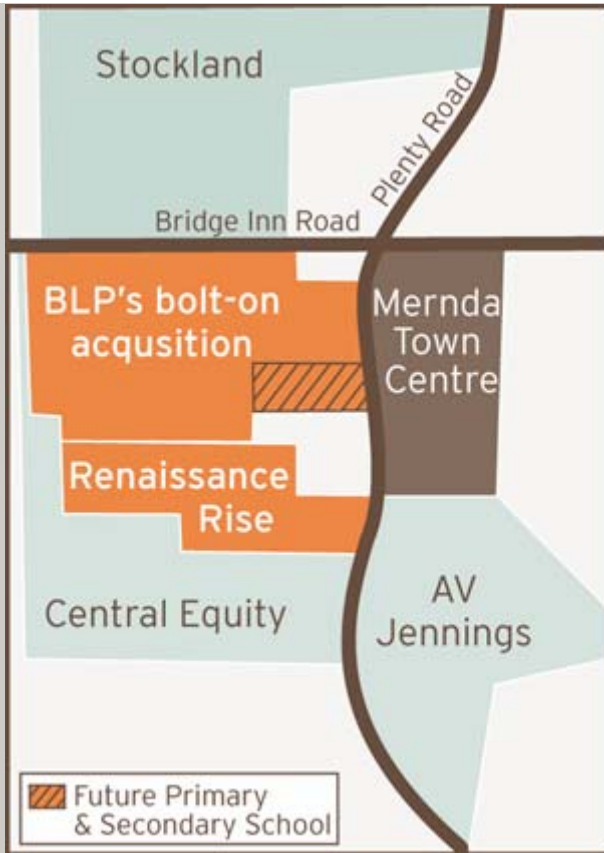 Stockland
Plenty Road
Bridge Inn Road
BLP's bolt-on
acqusition
Mernda
Town
Centre
Renaissance
Rise
Central Equity
AV
Jennings
Future Primary
& Secondary School